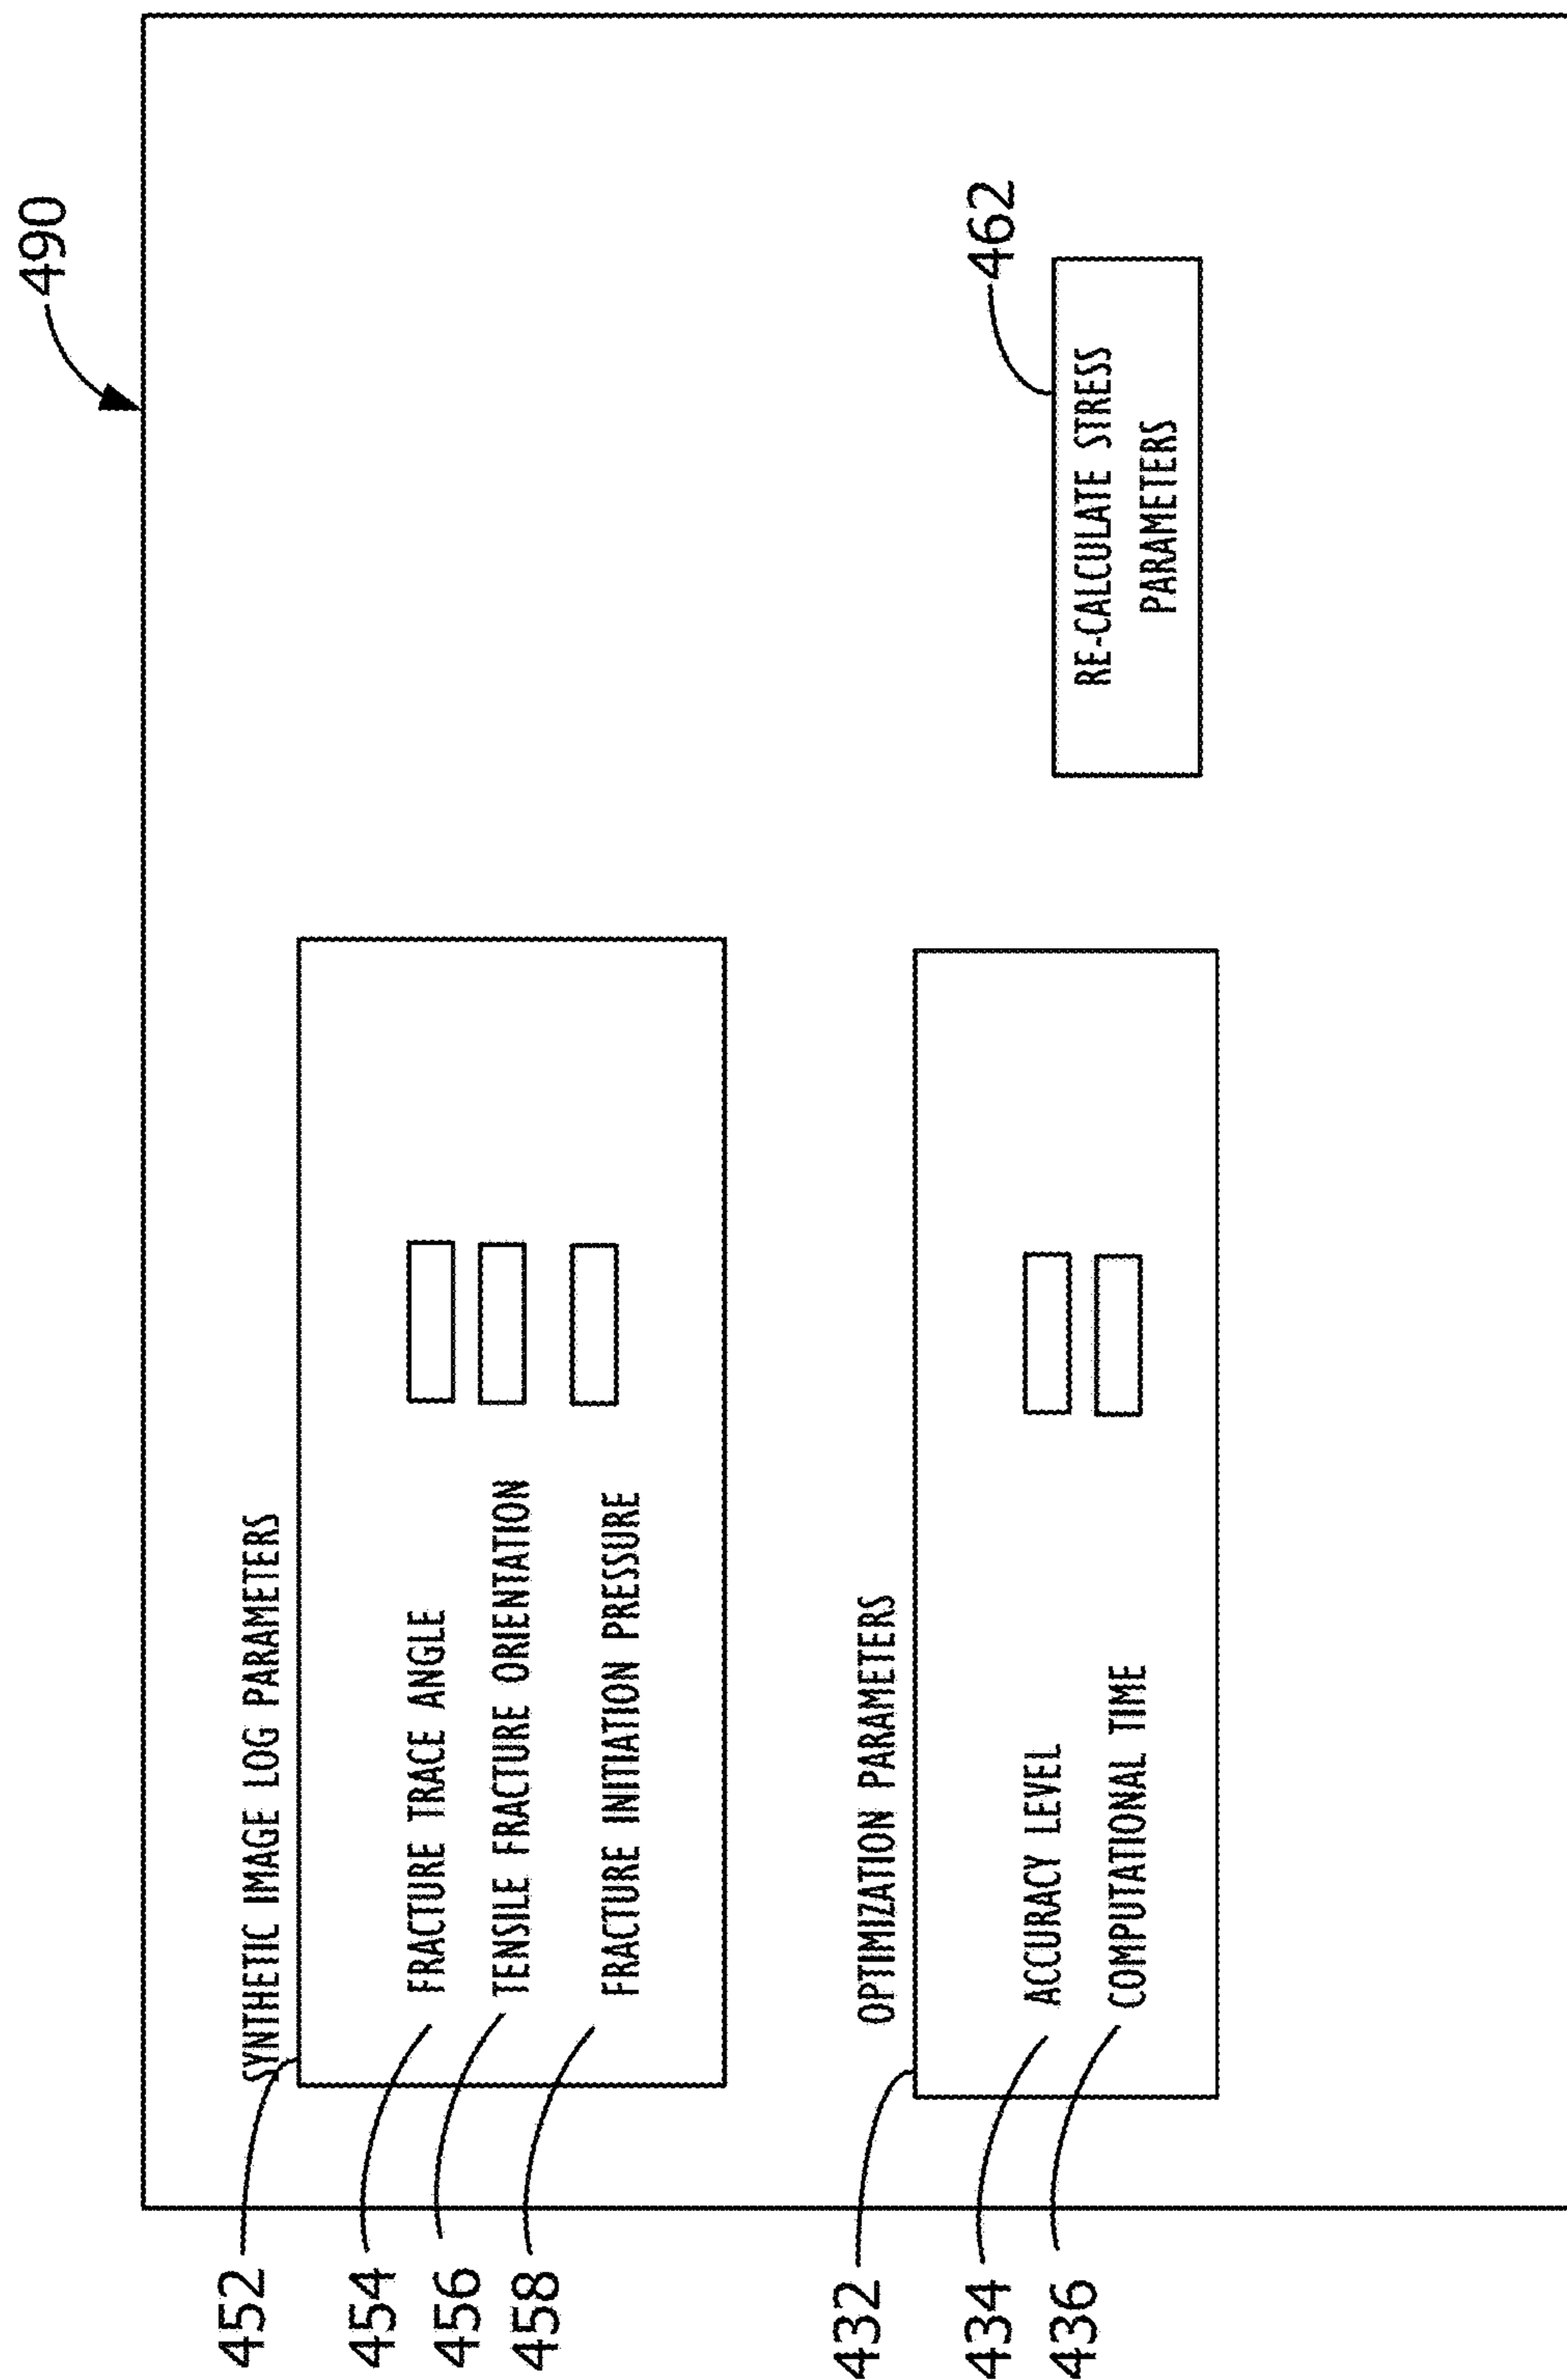 490
452
SYNTHETIC IMAGE LOG PARAMETERS
454
FRACTURE TRACE ANGLE
456
TENSILE FRACTURE ORIENTATION
458
FRACTURE INITIATION PRESSURE
432
OPTIMIZATION PARAMETERS
434
ACCURACY LEVEL
436
COMPUTATIONAL TIME
462
RE-CALCULATE STRESS
PARAMETERS